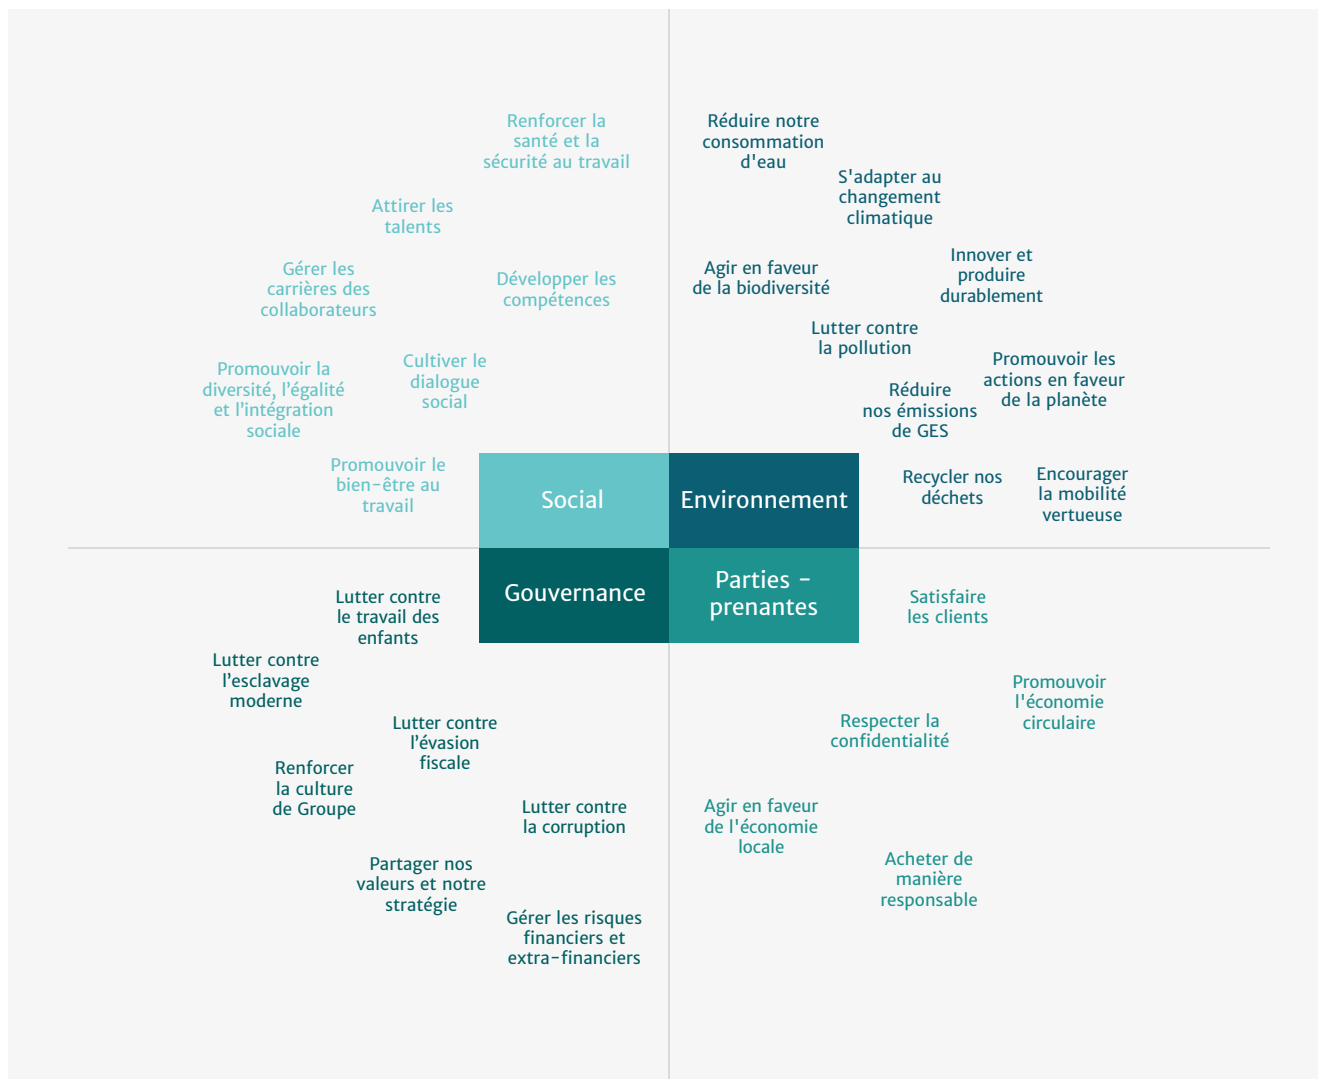 Renforcer la
santé et la
sécurité au travail
Attirer les
talents
Gérer les
carrières des
collaborateurs
Développer les
compétences
Promouvoir la
diversité, l’égalité
et l’intégration
sociale
Cultiver le
dialogue
social
Promouvoir le
bien-être au
travail
Réduire notre
consommation
d'eau
S'adapter au
changement
climatique
Agir en faveur
de la biodiversité
Innover et
produire
durablement
Lutter contre
la pollution
Promouvoir les
actions en faveur
de la planète
Réduire
nos émissions
de GES
Recycler nos
déchets
Encourager
la mobilité
vertueuse
Social
Environnement
Gouvernance
Parties -
prenantes
Lutter contre
le travail des
enfants
Lutter contre
l’esclavage
moderne
Lutter contre
l’évasion
fiscale
Renforcer
la culture
de Groupe
Lutter contre
la corruption
Partager nos
valeurs et notre
stratégie
Gérer les risques
financiers et
extra-financiers
Satisfaire
les clients
Promouvoir
l'économie
circulaire
Respecter la
confidentialité
Agir en faveur
de l'économie
locale
Acheter de
manière
responsable